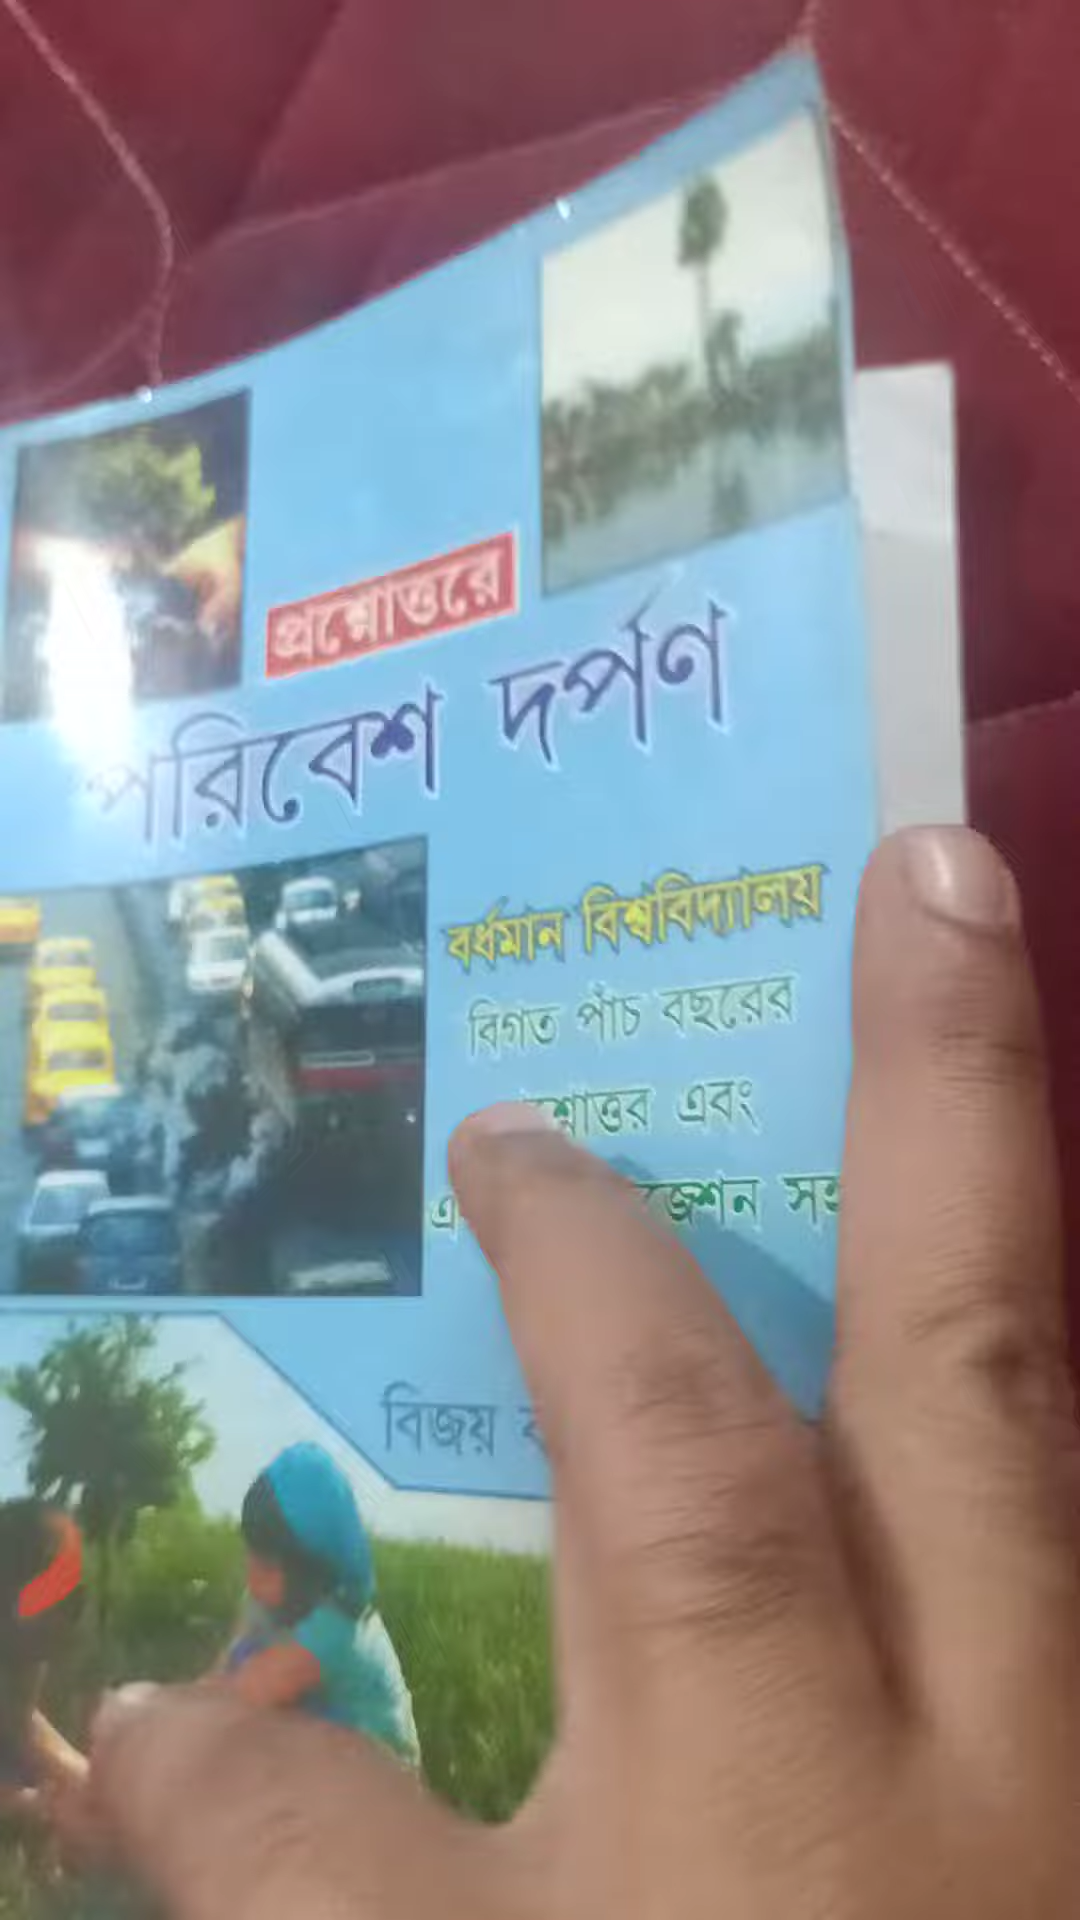 প্রশ্নোত্তরে
পরিবেশ দর্পণ
বর্ধমান বিশ্ববিদ্যালয়
বিগত পাঁচ বছরের
এবং
বিজয়